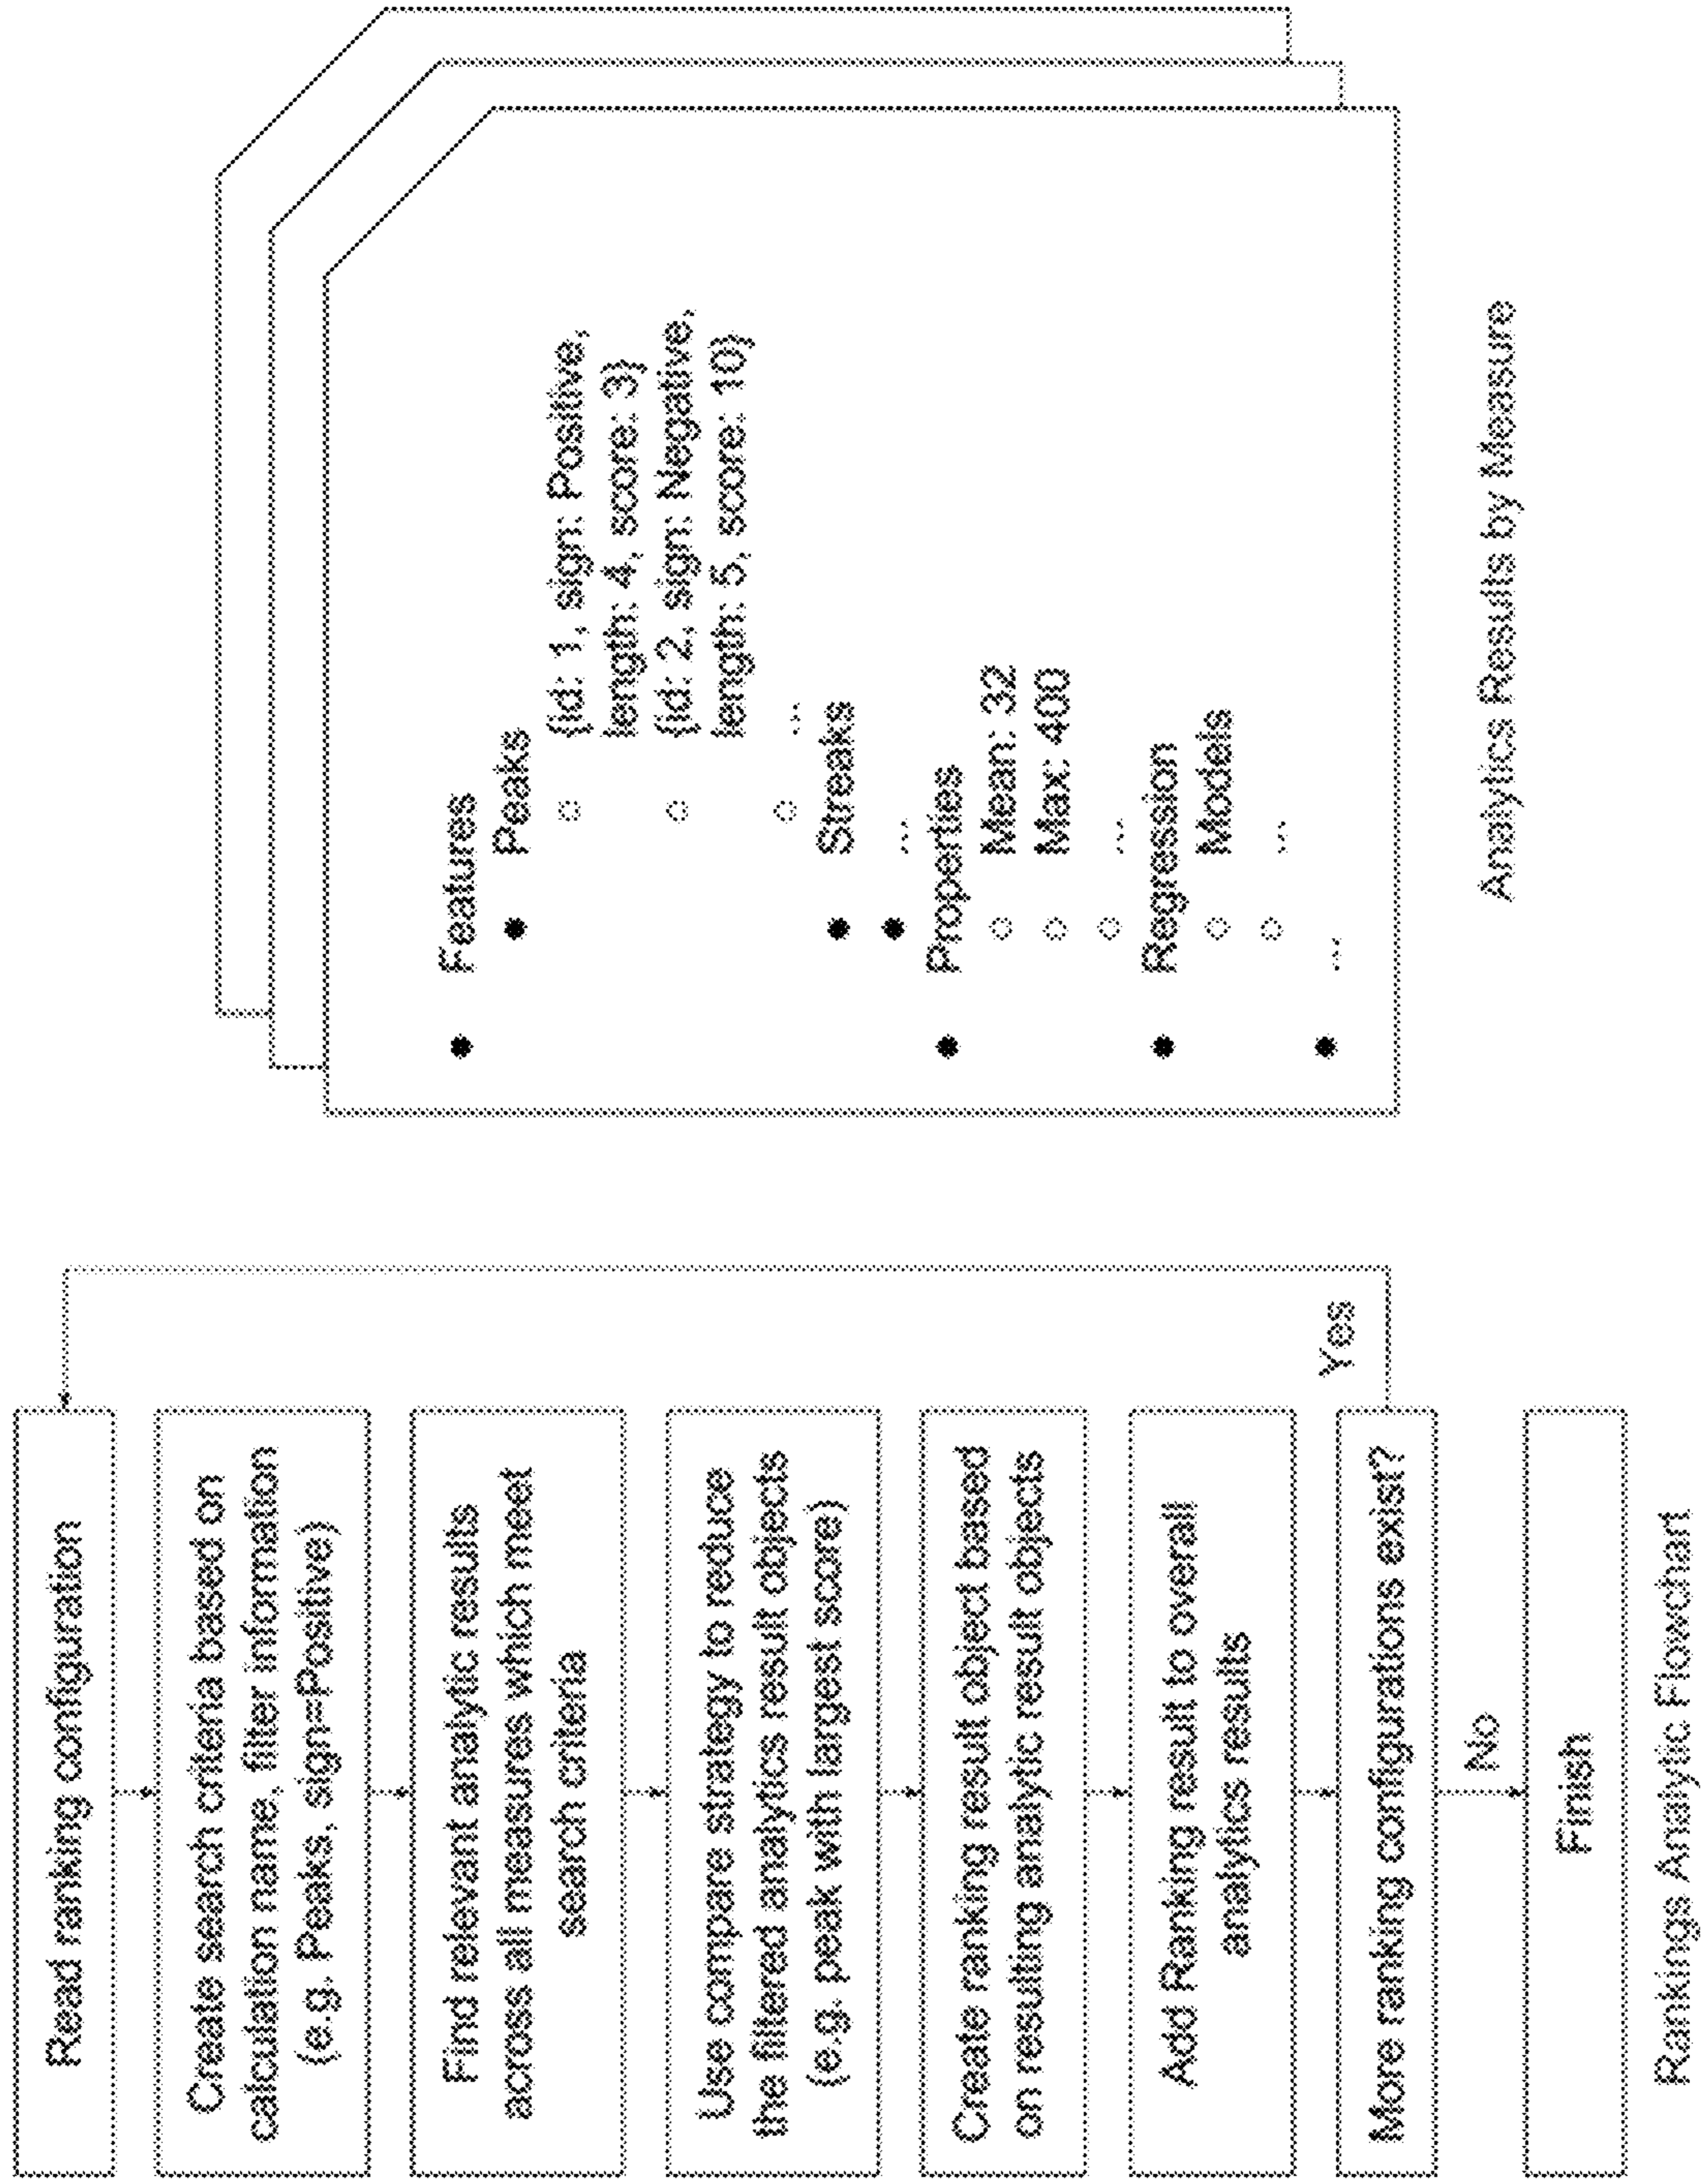 Read ranking configuration
Create search criteria based on
calculation name, filter information
(e.g. Peaks, sign=Positive)
Find relevant analytic results
across all measures which meet
search criteria
Use compare strategy to reduce
the filtered analytics result objects
(e.g. peak with largest score)
Create ranking result object based
on resulting analytic result objects
Add Ranking result to overall
analytics results
More ranking configurations exist?
Yes
No
Finish
Rankings Analytic Flowchart
● Features
● Peaks
○ {id: 1, sign: Positive,
length: 4, score: 3}
○ {id: 2, sign: Negative,
length: 5, score: 10}
○ ...
● Streaks
● ...
● Properties
○ Mean: 32
○ Max: 400
○ ...
● Regression
○ Models
○ ...
● ...
Analytics Results by Measure